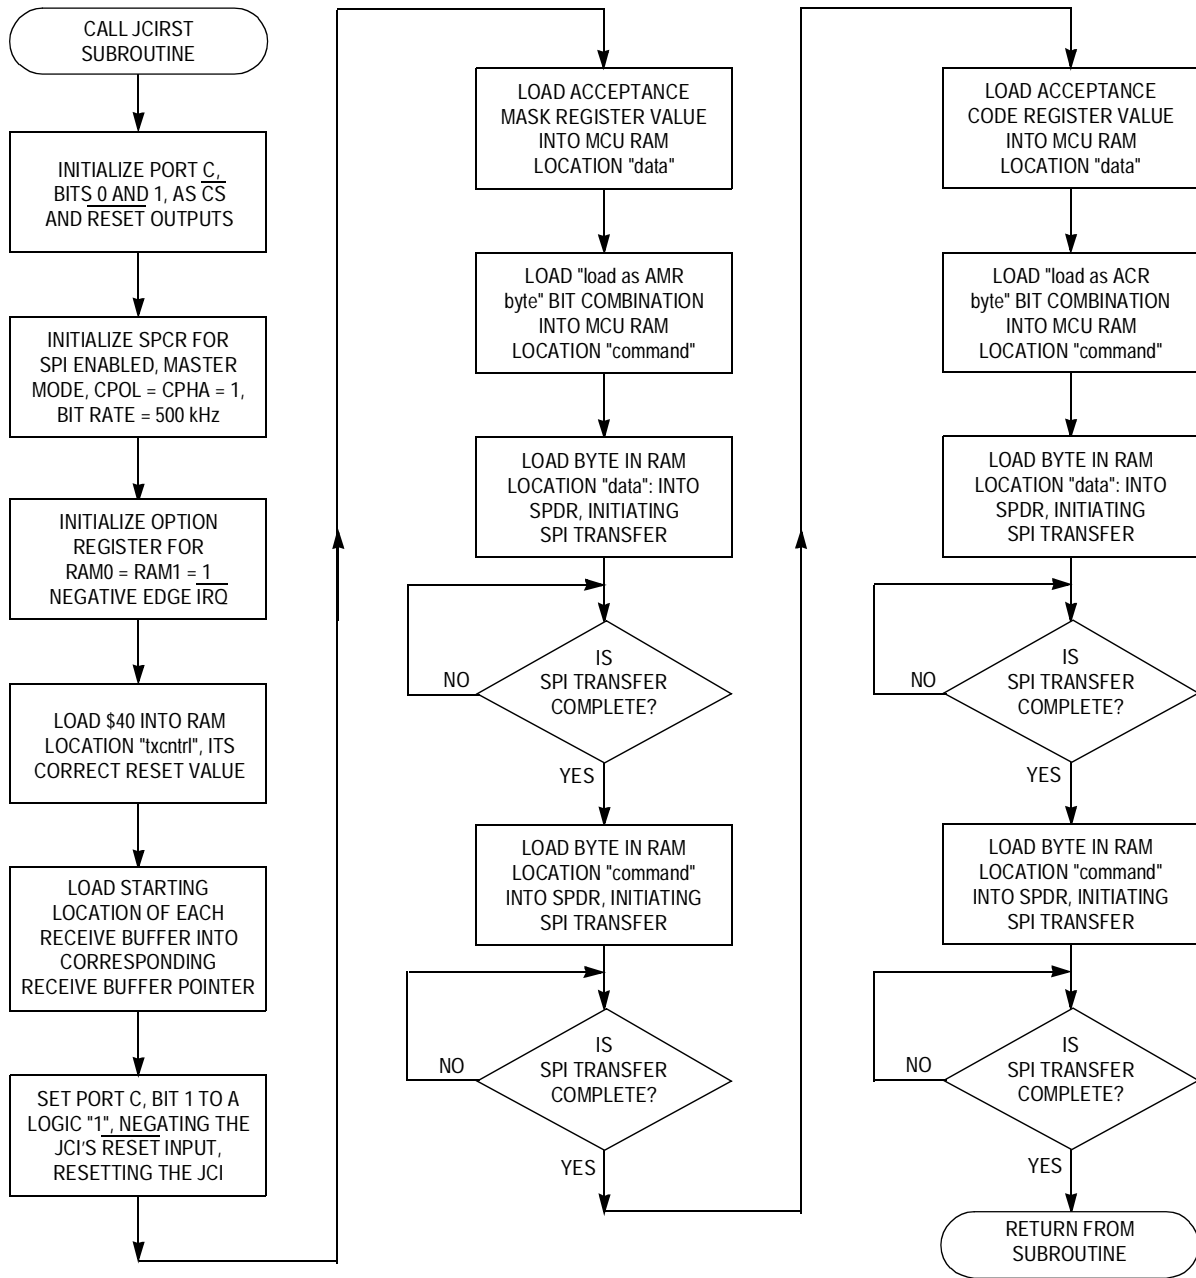 CALL JCIRST
SUBROUTINE
INITIALIZE PORT C,
BITS 0 AND 1, AS CS
AND RESET OUTPUTS
INITIALIZE SPCR FOR
SPI ENABLED, MASTER
MODE, CPOL = CPHA = 1,
BIT RATE = 500 kHz
INITIALIZE OPTION
REGISTER FOR
RAM0 = RAM1 = 1
NEGATIVE EDGE IRQ
LOAD $40 INTO RAM
LOCATION "txcntrl", ITS
CORRECT RESET VALUE
LOAD STARTING
LOCATION OF EACH
RECEIVE BUFFER INTO
CORRESPONDING
RECEIVE BUFFER POINTER
SET PORT C, BIT 1 TO A
LOGIC "1", NEGATING THE
JCI'S RESET INPUT,
RESETTING THE JCI
LOAD ACCEPTANCE
MASK REGISTER VALUE
INTO MCU RAM
LOCATION "data"
LOAD "load as AMR
byte" BIT COMBINATION
INTO MCU RAM
LOCATION "command"
LOAD BYTE IN RAM
LOCATION "data": INTO
SPDR, INITIATING
SPI TRANSFER
IS
SPI TRANSFER
COMPLETE?
NO
YES
LOAD BYTE IN RAM
LOCATION "command"
INTO SPDR, INITIATING
SPI TRANSFER
IS
SPI TRANSFER
COMPLETE?
NO
YES
LOAD ACCEPTANCE
CODE REGISTER VALUE
INTO MCU RAM
LOCATION "data"
LOAD "load as ACR
byte" BIT COMBINATION
INTO MCU RAM
LOCATION "command"
LOAD BYTE IN RAM
LOCATION "data": INTO
SPDR, INITIATING
SPI TRANSFER
IS
SPI TRANSFER
COMPLETE?
NO
YES
LOAD BYTE IN RAM
LOCATION "command"
INTO SPDR, INITIATING
SPI TRANSFER
IS
SPI TRANSFER
COMPLETE?
NO
YES
RETURN FROM
SUBROUTINE